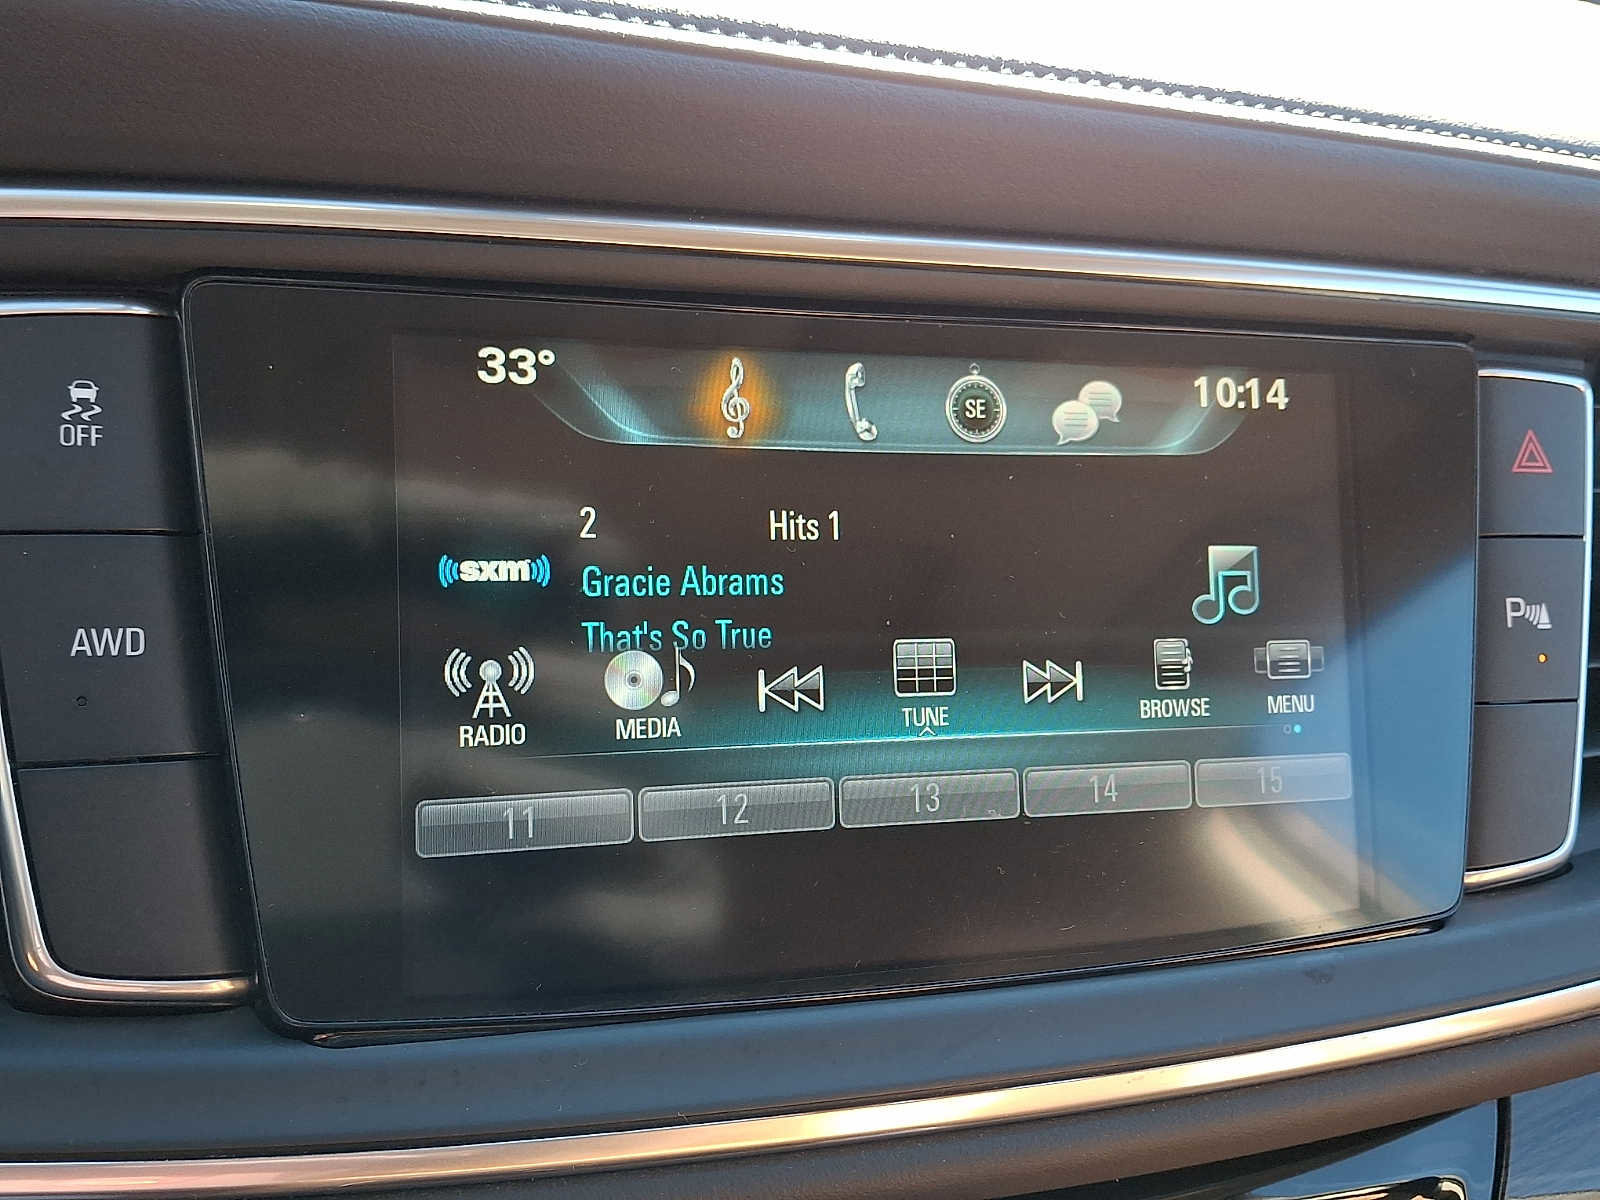 33°
SE
10:14
OFF
2 Hits 1
sxm
Gracie Abrams
That's So True
AWD
P
RADIO
MEDIA
TUNE
BROWSE
MENU
11
12
13
14
15